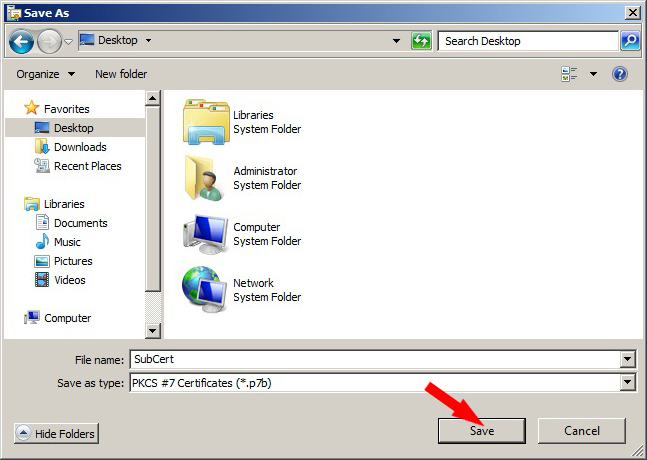 Save As
Desktop
Search Desktop
Organize
New folder
Favorites
Desktop
Downloads
Recent Places
Libraries
Documents
Music
Pictures
Videos
Computer
Libraries
System Folder
Administrator
System Folder
Computer
System Folder
Network
System Folder
File name: SubCert
Save as type: PKCS #7 Certificates (*.p7b)
Hide Folders
Save
Cancel